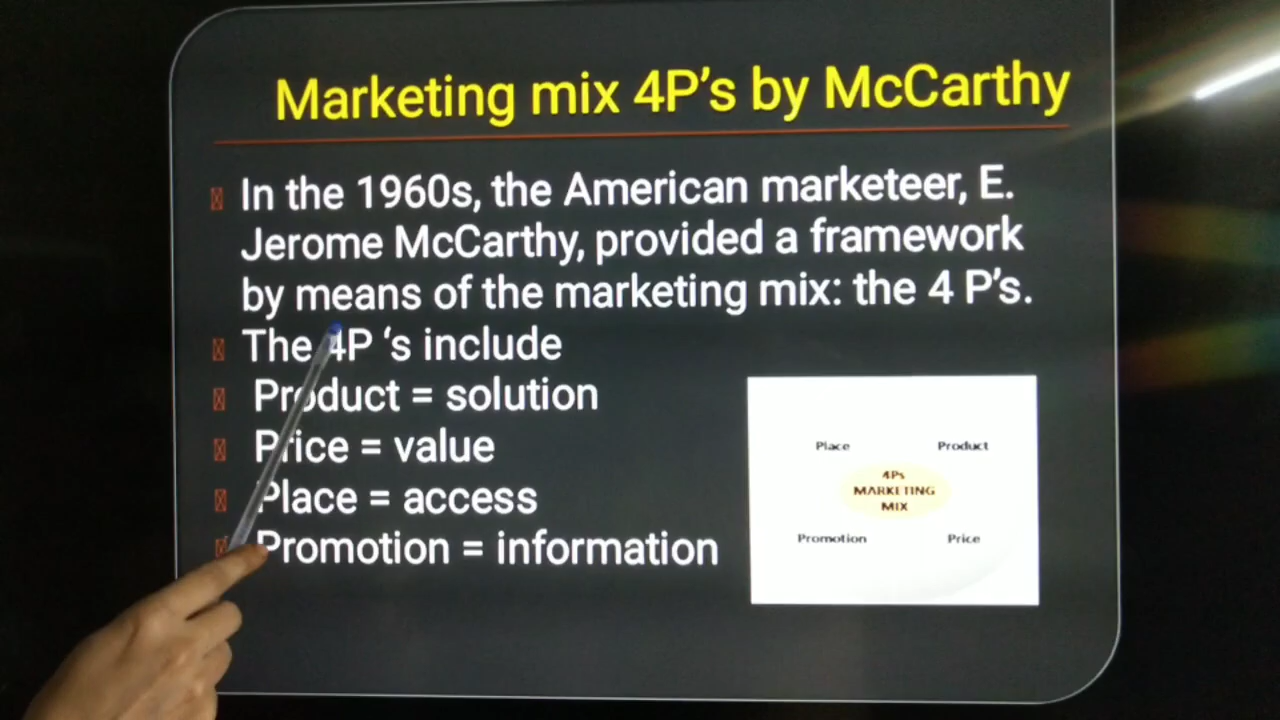 Marketing mix 4P's by McCarthy
In the 1960s, the American marketeer, E.
Jerome McCarthy, provided a framework
by means of the marketing mix: the 4 P's.
The 4P 's include
Product = solution
Price = value
Place = access
Promotion = information
Place Product
4Ps
MARKETING
MIX
Promotion Price